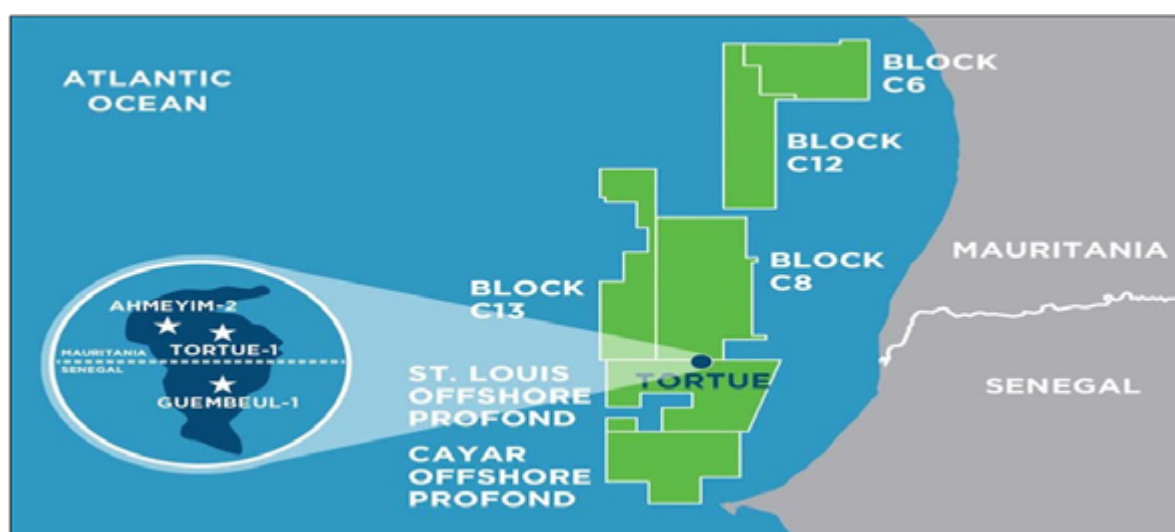 ATLANTIC
OCEAN
BLOCK
C6
BLOCK
C12
MAURITANIA
BLOCK
C8
BLOCK
C13
AHMEYIM-2
TORTUE-1
MAURITANIA
SENEGAL
GUEMBEUL-1
TORTUE
SENEGAL
ST. LOUIS
OFFSHORE
PROFOND
CAYAR
OFFSHORE
PROFOND